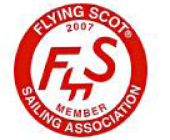 FLYING SCOT®
2007
FS
MEMBER
SAILING ASSOCIATION